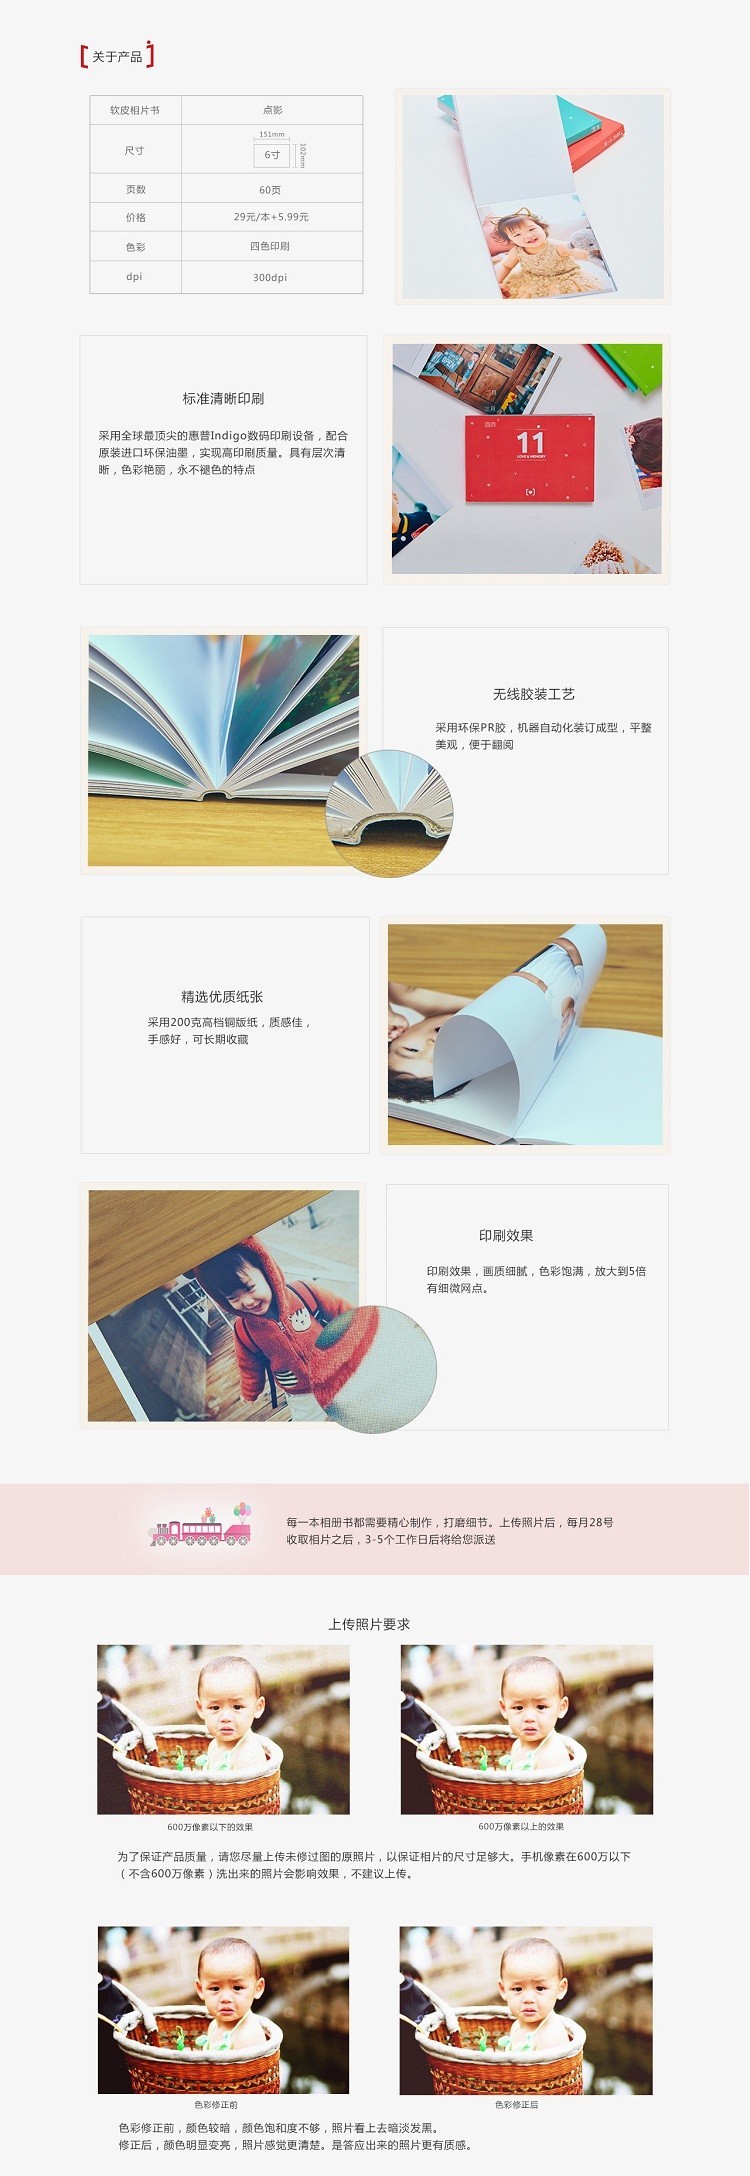 关于产品
软皮相片书 点影
尺寸 151mm 6寸 102mm
页数 60页
价格 29元/本+5.99元
色彩 四色印刷
dpi 300dpi
标准清晰印刷
采用全球最顶尖的惠普Indigo数码印刷设备，配合
原装进口环保油墨，实现高印刷质量。具有层次清
晰，色彩艳丽，永不褪色的特点
11
LOVE & MEMORY
无线胶装工艺
采用环保PR胶，机器自动化装订成型，平整
美观，便于翻阅
精选优质纸张
采用200克高档铜版纸，质感佳，
手感好，可长期收藏
印刷效果
印刷效果，画质细腻，色彩饱满，放大到5倍
有细微网点。
每一本相册书都需要精心制作，打磨细节。上传照片后，每月28号
收取相片之后，3-5个工作日后将给您派送
上传照片要求
600万像素以下的效果
600万像素以上的效果
为了保证产品质量，请您尽量上传未修过图的原照片，以保证相片的尺寸足够大。手机像素在600万以下
（不含600万像素）洗出来的照片会影响效果，不建议上传。
色彩修正前
色彩修正后
色彩修正前，颜色较暗，颜色饱和度不够，照片看上去暗淡发黑。
修正后，颜色明显变亮，照片感觉更清楚。是答应出来的照片更有质感。